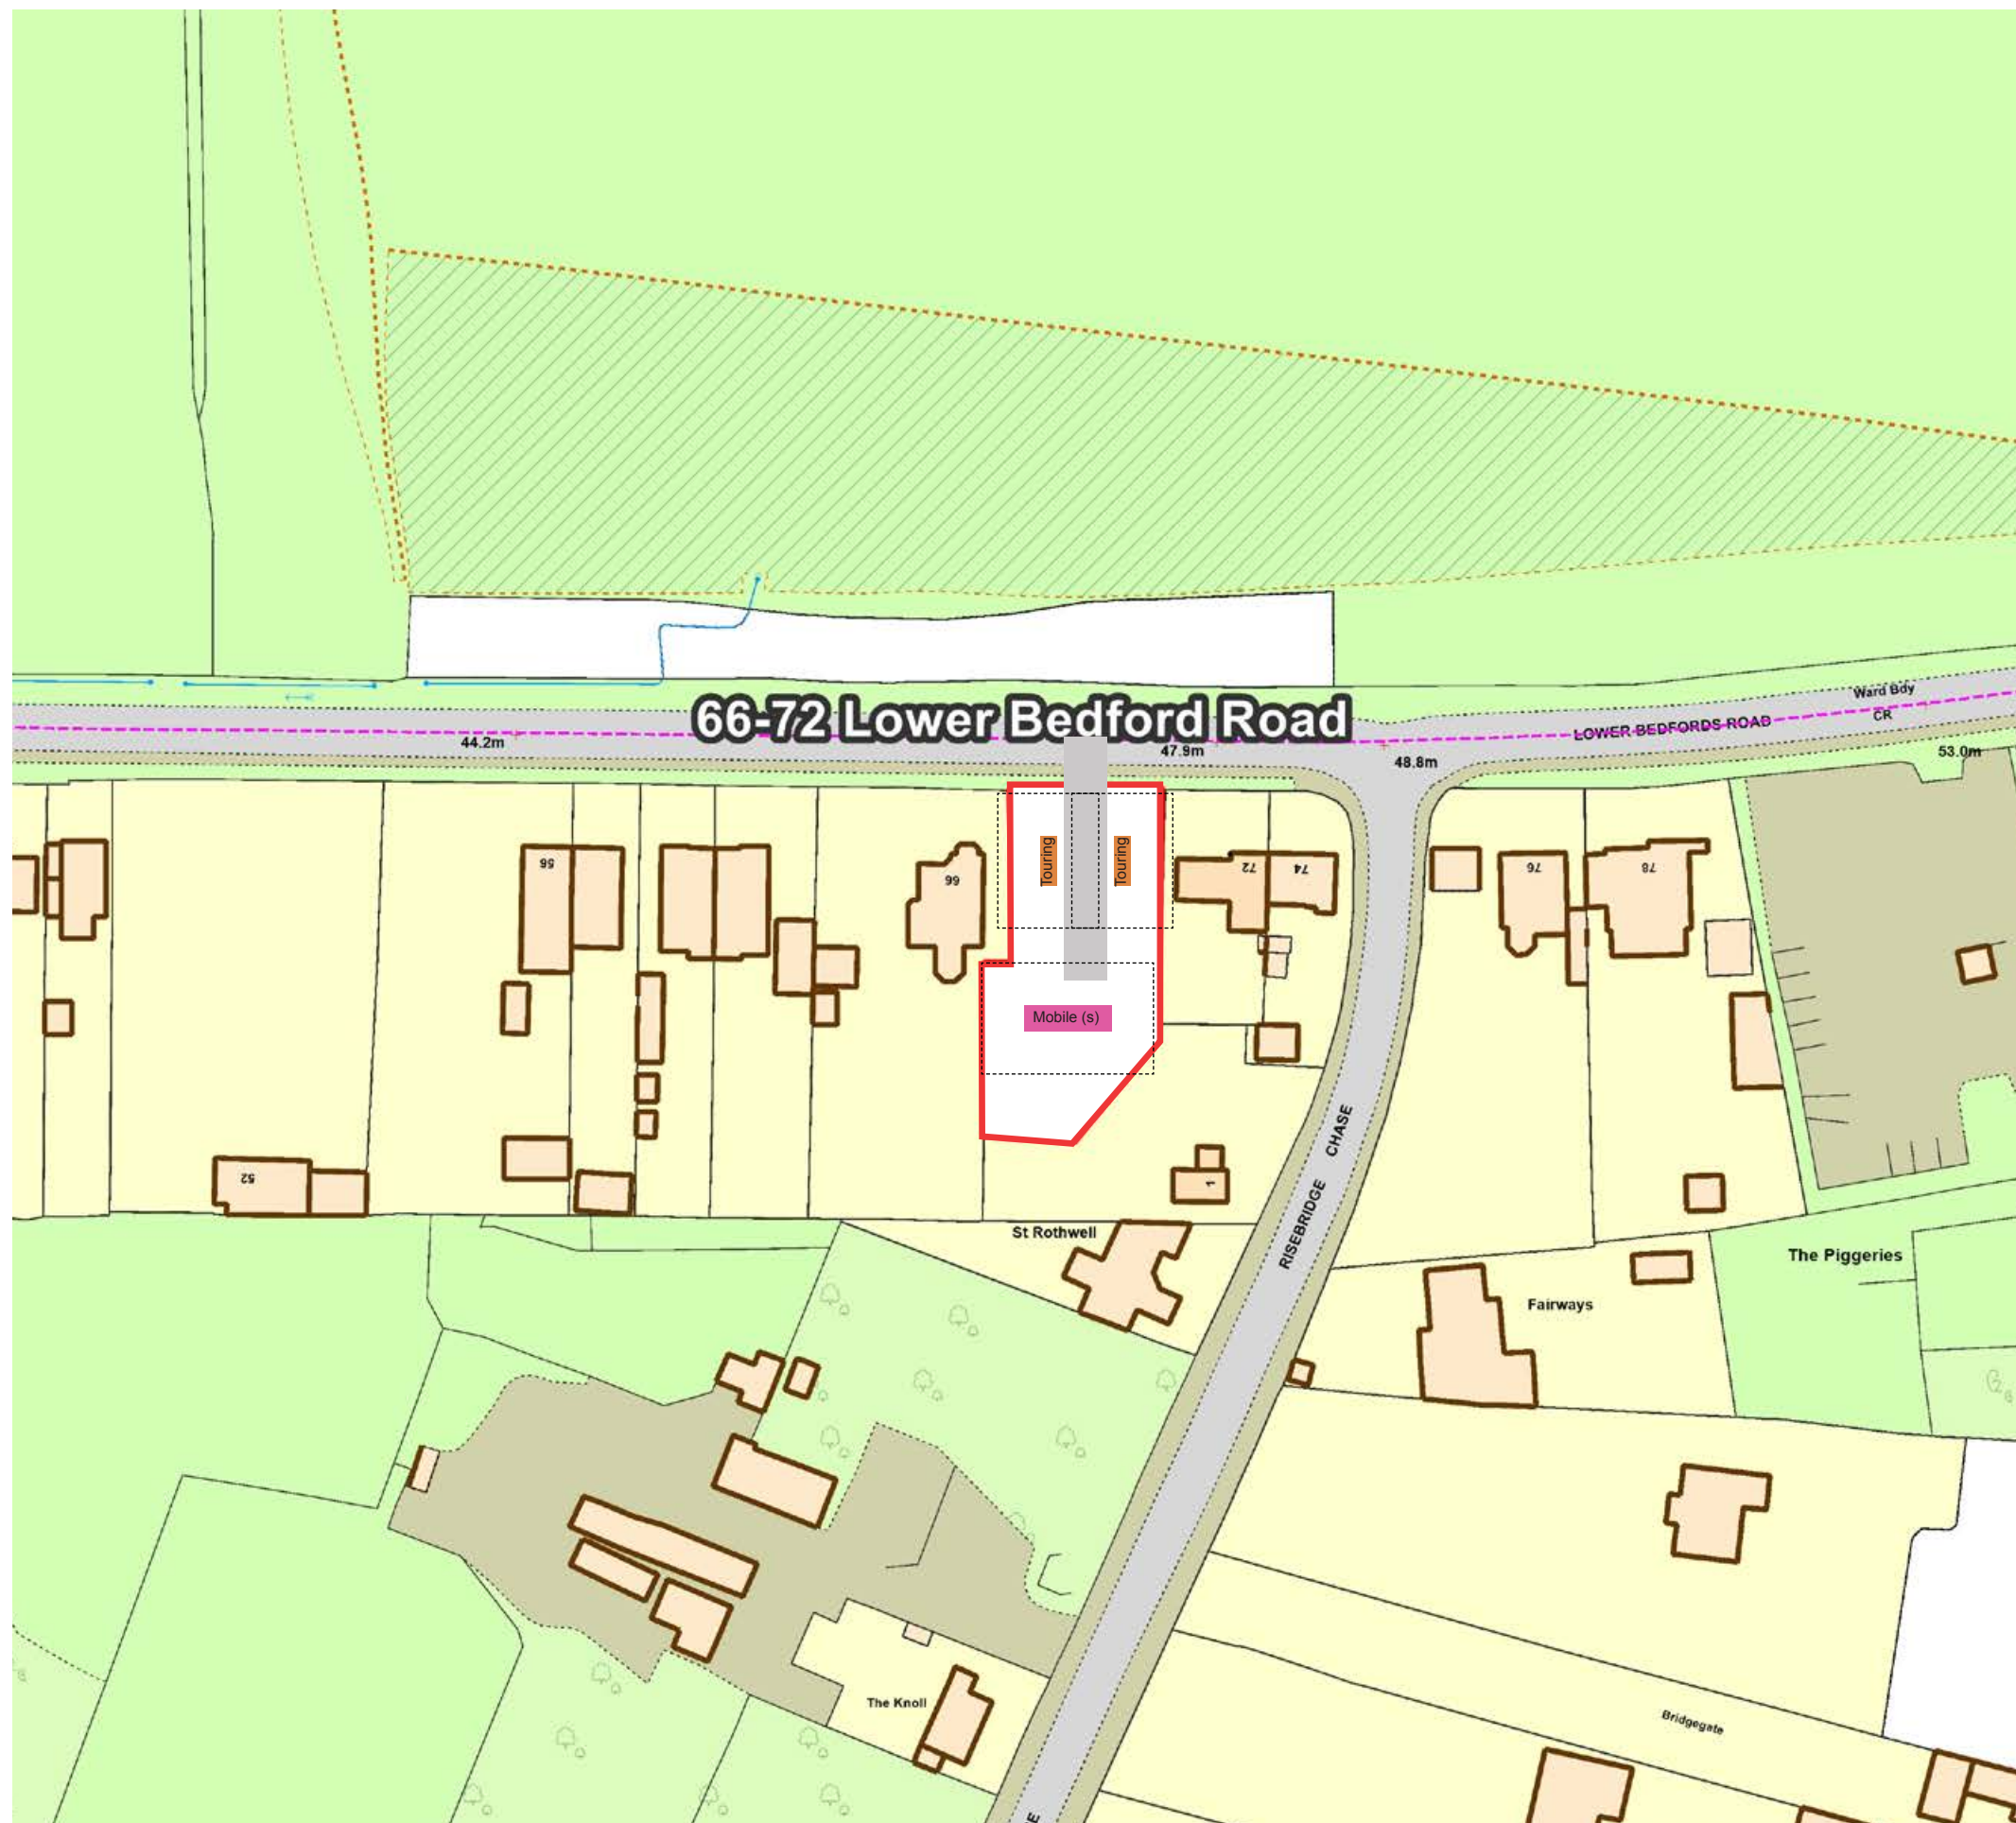 Ward Bdy
66-72 Lower Bedford Road
CR
LOWER BEDFORDS ROAD
44.2m
47.9m
48.8m
53.0m
Touring
Touring
56
66
72
74
76
78
Mobile (s)
52
1
RISEBRIDGE CHASE
St Rothwell
The Piggeries
Fairways
The Knoll
Bridgegate